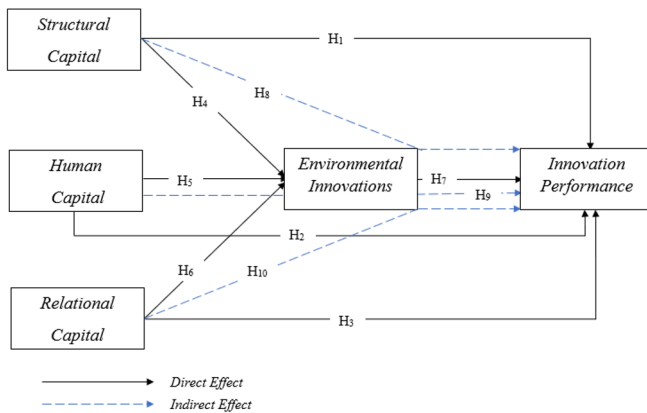 Structural
Capital
H₁
H₈
H₄
Human
Capital
H₅
Environmental
Innovations
H₇
H₉
Innovation
Performance
H₂
H₆
H₁₀
Relational
Capital
H₃
Direct Effect
Indirect Effect